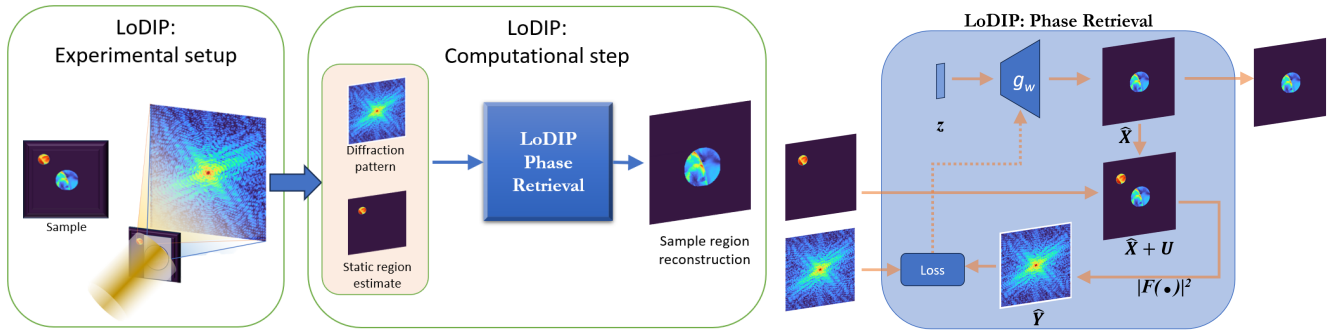 LoDIP:
Experimental setup
Sample
LoDIP:
Computational step
Diffraction
pattern
Static region
estimate
LoDIP
Phase
Retrieval
Sample region
reconstruction
LoDIP: Phase Retrieval
z
g_w
X̂
X̂ + U
|F(•)|²
Loss
Ŷ